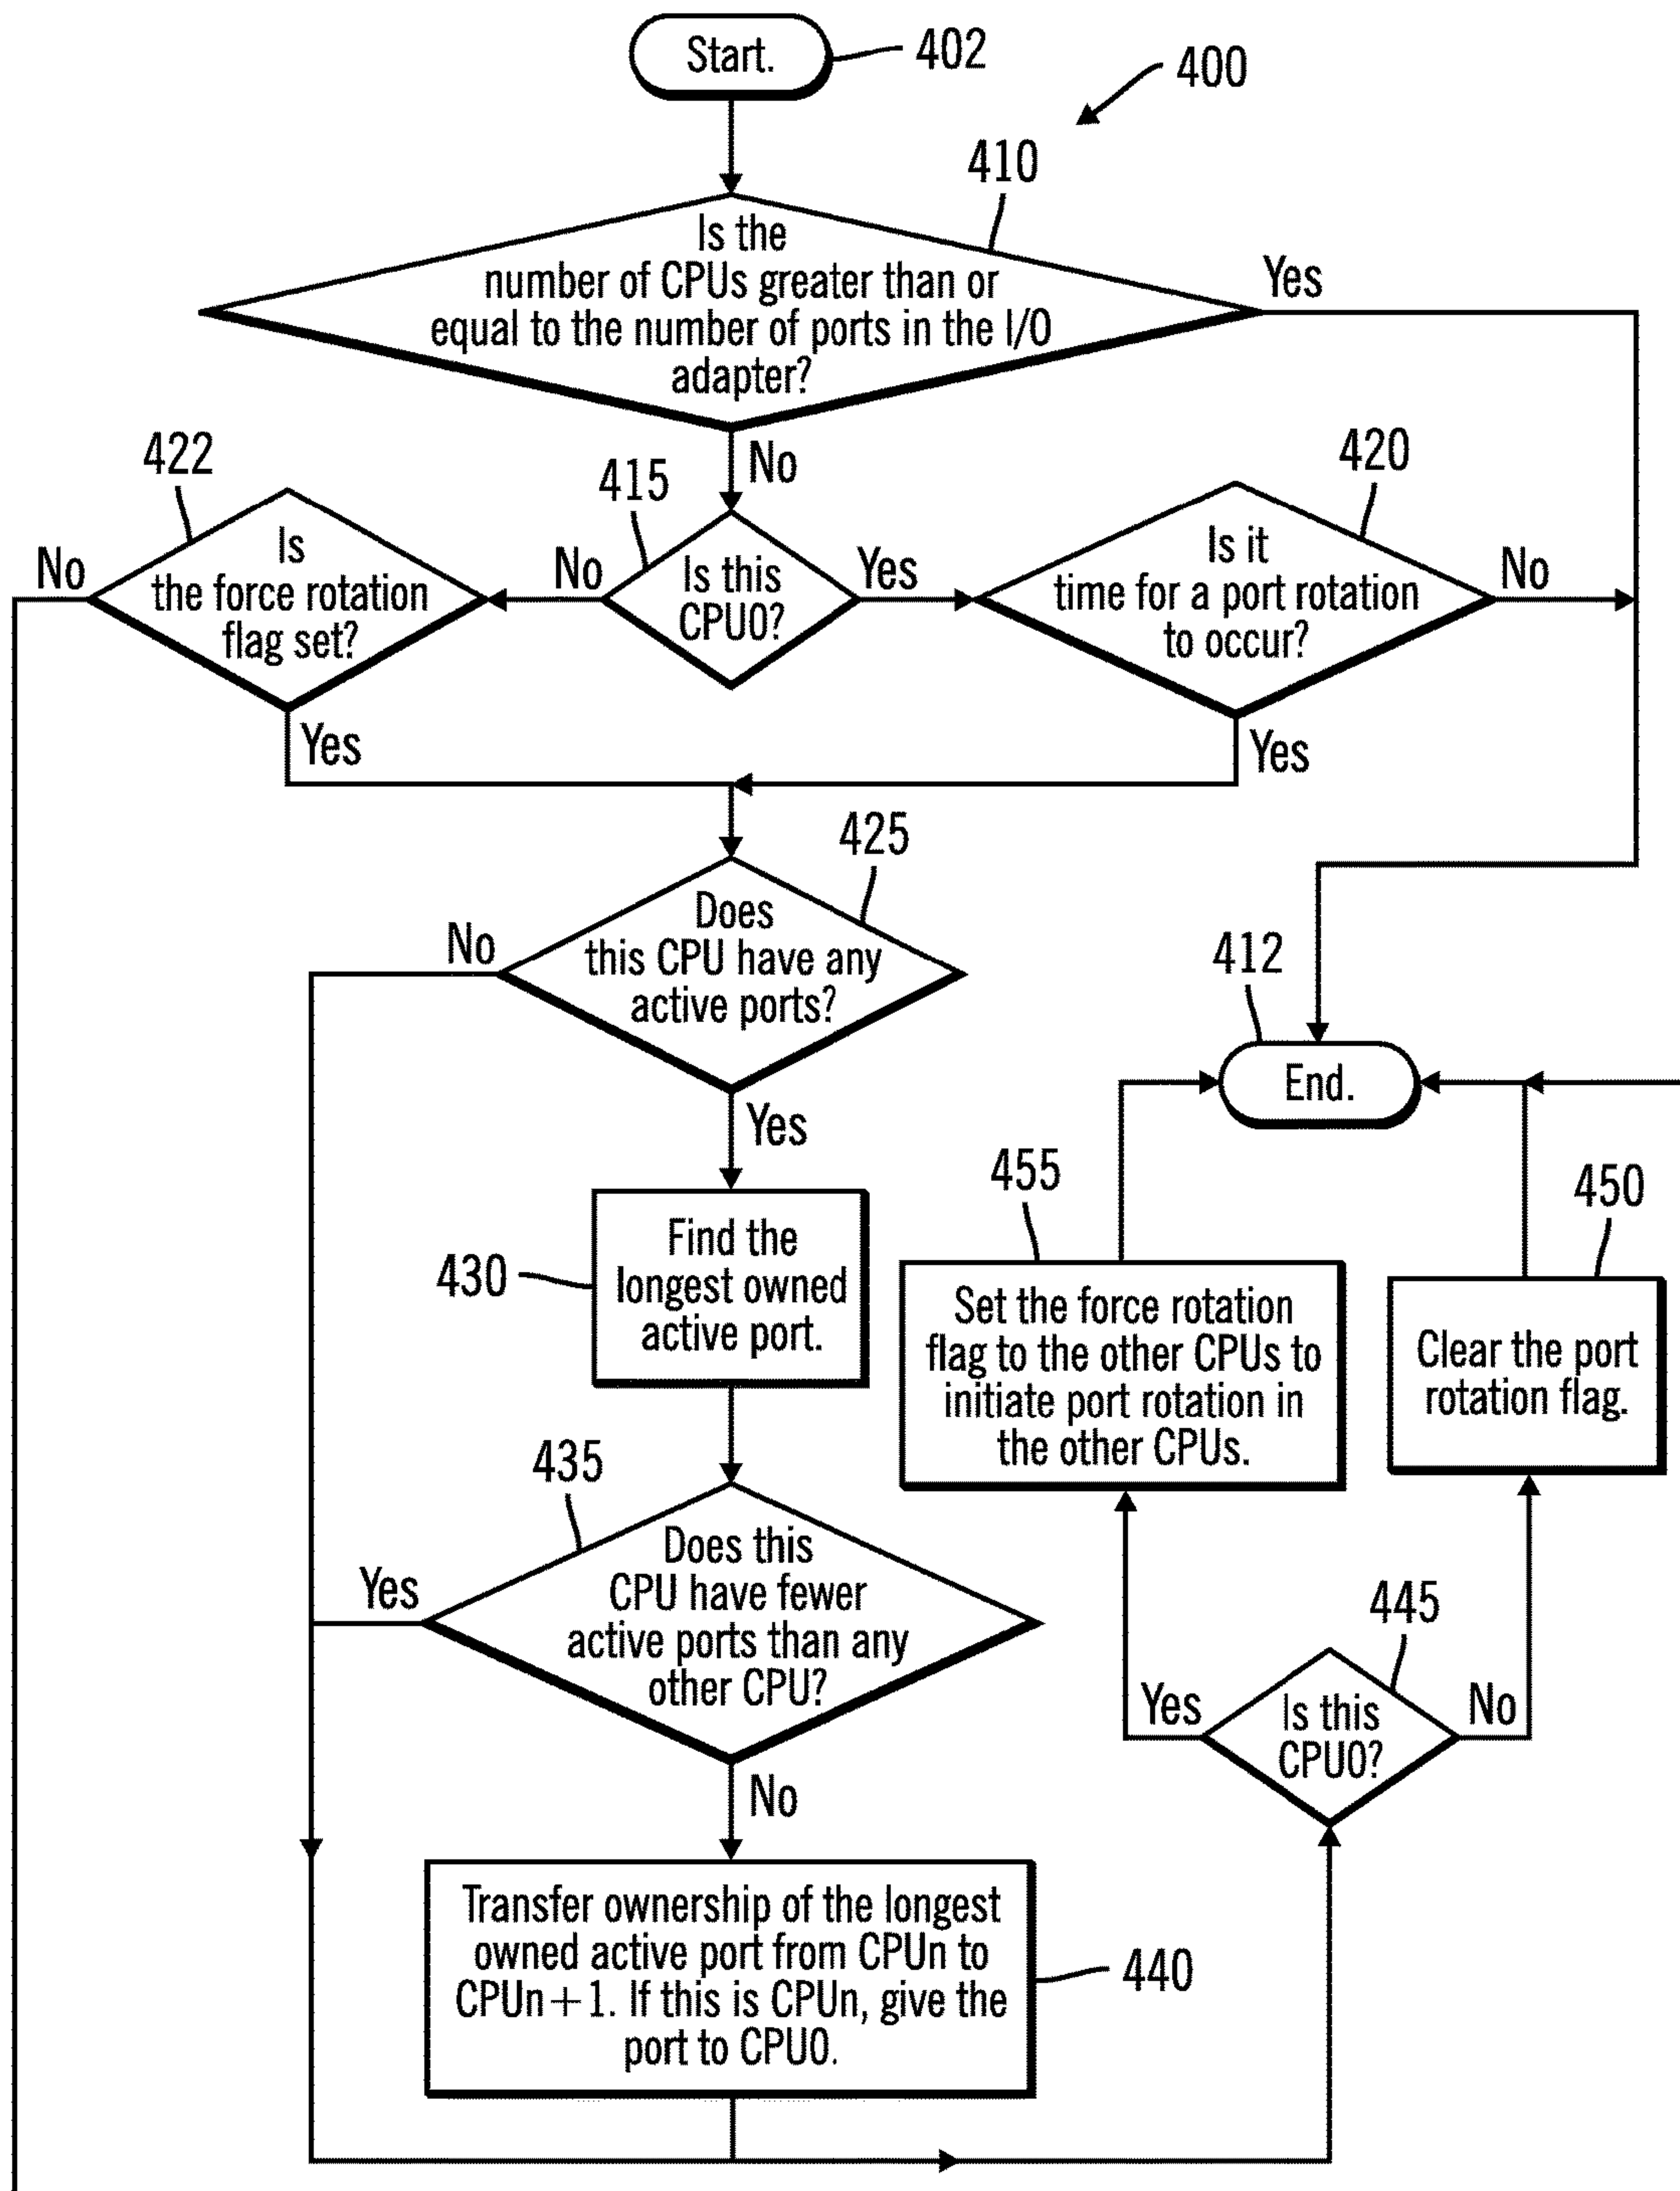 Start.
402
400
410
Is the
number of CPUs greater than or
equal to the number of ports in the I/O
adapter?
Yes
No
422
Is
the force rotation
flag set?
No
Yes
415
Is this
CPU0?
No
Yes
420
Is it
time for a port rotation
to occur?
No
Yes
425
Does
this CPU have any
active ports?
No
Yes
412
End.
430
Find the
longest owned
active port.
455
Set the force rotation
flag to the other CPUs to
initiate port rotation in
the other CPUs.
450
Clear the port
rotation flag.
435
Does this
CPU have fewer
active ports than any
other CPU?
Yes
No
445
Is this
CPU0?
Yes
No
Transfer ownership of the longest
owned active port from CPUn to
CPUn+1. If this is CPUn, give the
port to CPU0.
440